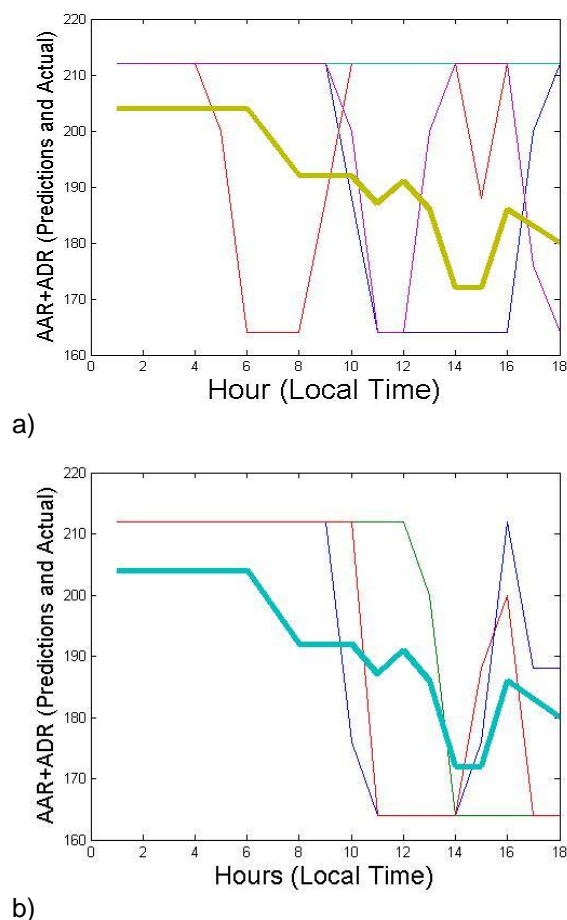 220
210
200
190
180
170
160
0 2 4 6 8 10 12 14 16 18
AAR+ADR (Predictions and Actual)
Hour (Local Time)
a)
220
210
200
190
180
170
160
0 2 4 6 8 10 12 14 16 18
AAR+ADR (Predictions and Actual)
Hours (Local Time)
b)